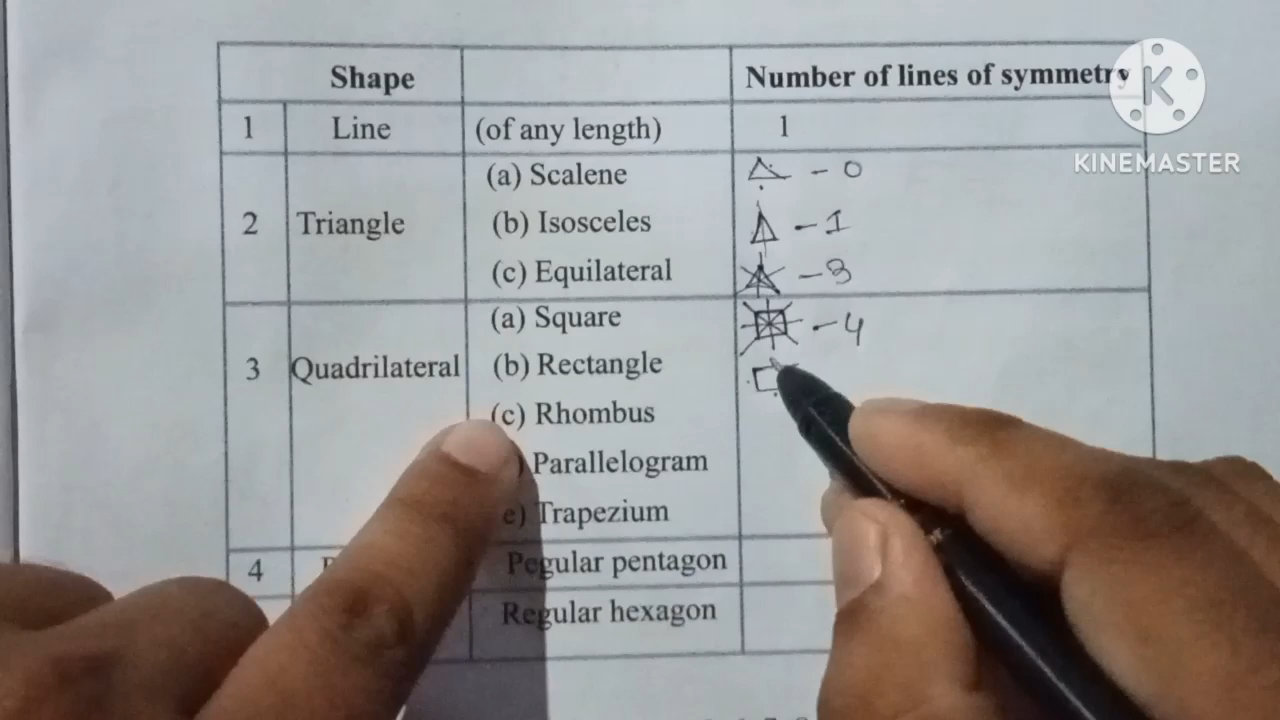 Shape Number of lines of symmetry
1 Line (of any length) 1
(a) Scalene - 0
2 Triangle (b) Isosceles - 1
(c) Equilateral - 3
(a) Square - 4
3 Quadrilateral (b) Rectangle
(c) Rhombus
) Parallelogram
e) Trapezium
4 Regular pentagon
Regular hexagon
K
KINEMASTER